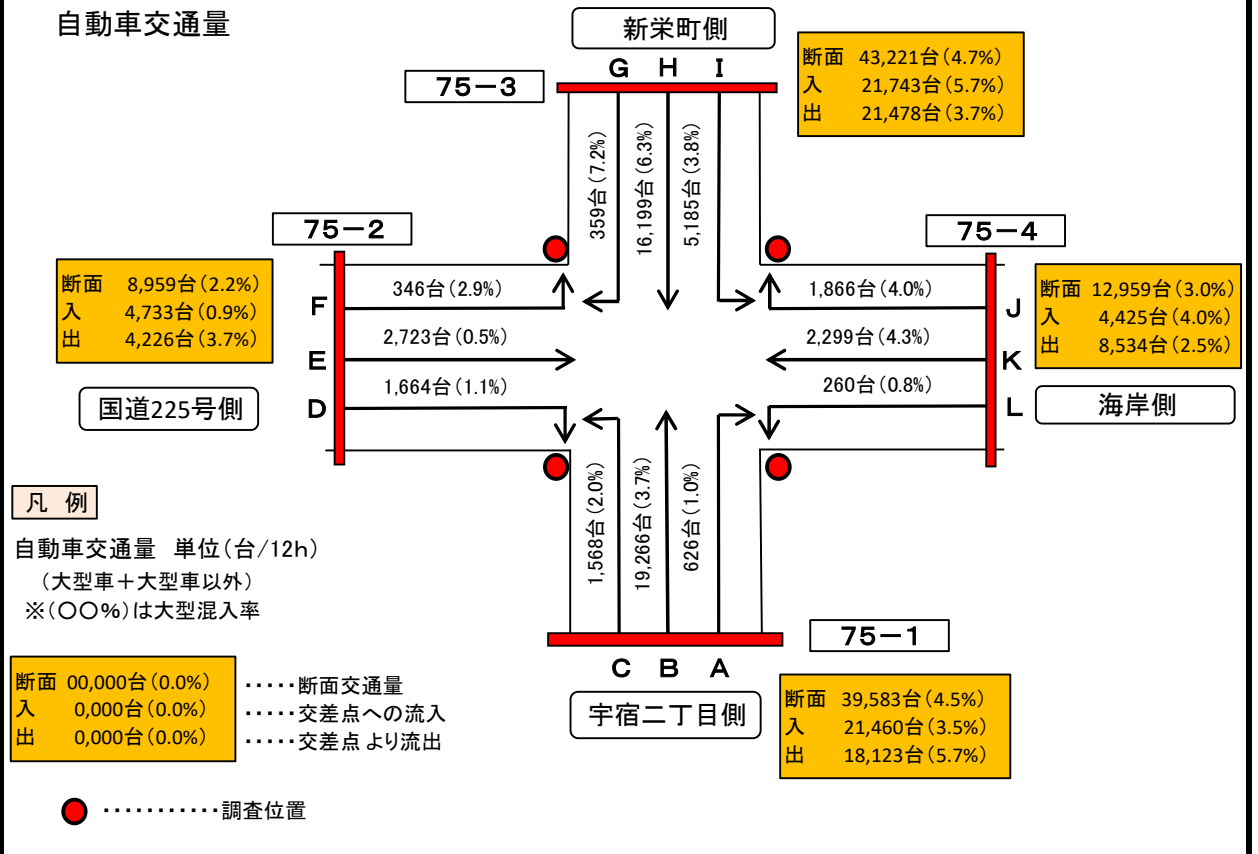 自動車交通量
新栄町側
75－3
G H I
断面 43,221台(4.7%)
入 21,743台(5.7%)
出 21,478台(3.7%)
359台(7.2%)
16,199台(6.3%)
5,185台(3.8%)
75－2
75－4
断面 8,959台(2.2%)
入 4,733台(0.9%)
出 4,226台(3.7%)
F
346台(2.9%)
E
2,723台(0.5%)
D
1,664台(1.1%)
1,866台(4.0%)
J
2,299台(4.3%)
K
260台(0.8%)
L
断面 12,959台(3.0%)
入 4,425台(4.0%)
出 8,534台(2.5%)
国道225号側
海岸側
1,568台(2.0%)
19,266台(3.7%)
626台(1.0%)
凡 例
自動車交通量 単位(台/12h)
(大型車＋大型車以外)
※(〇〇%)は大型混入率
75－1
C B A
宇宿二丁目側
断面 39,583台(4.5%)
入 21,460台(3.5%)
出 18,123台(5.7%)
断面 00,000台(0.0%) ・・・・・断面交通量
入 0,000台(0.0%) ・・・・・交差点への流入
出 0,000台(0.0%) ・・・・・交差点より流出
・・・・・・・・・・・調査位置